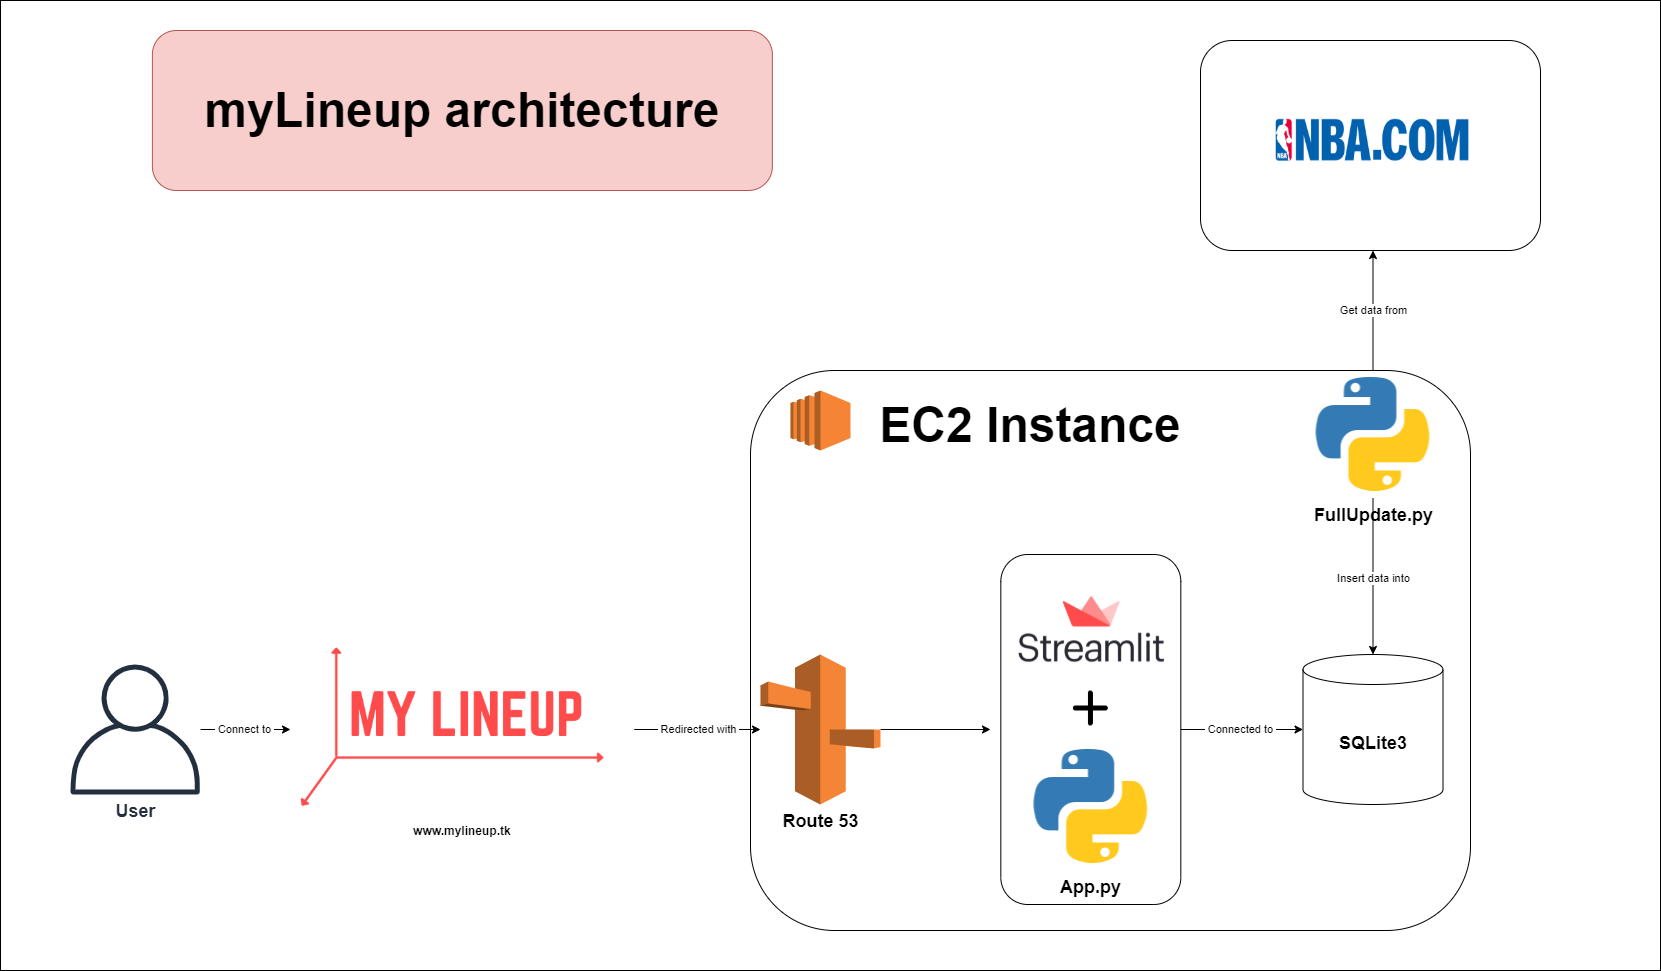 myLineup architecture
NBA.COM
NBA
Get data from
EC2 Instance
FullUpdate.py
Insert data into
Streamlit
MY LINEUP
Connect to
Redirected with
Connected to
SQLite3
User
Route 53
www.mylineup.tk
App.py